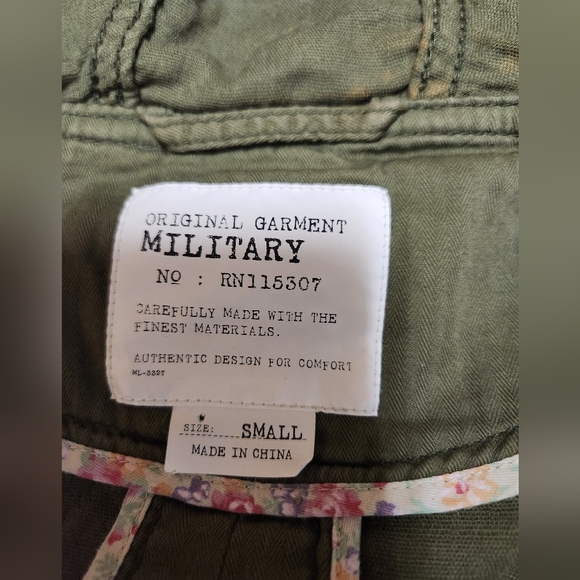 ORIGINAL GARMENT
MILITARY
NO : RN115307
CAREFULLY MADE WITH THE
FINEST MATERIALS.
AUTHENTIC DESIGN FOR COMFORT
ML-532T
SIZE: SMALL
MADE IN CHINA